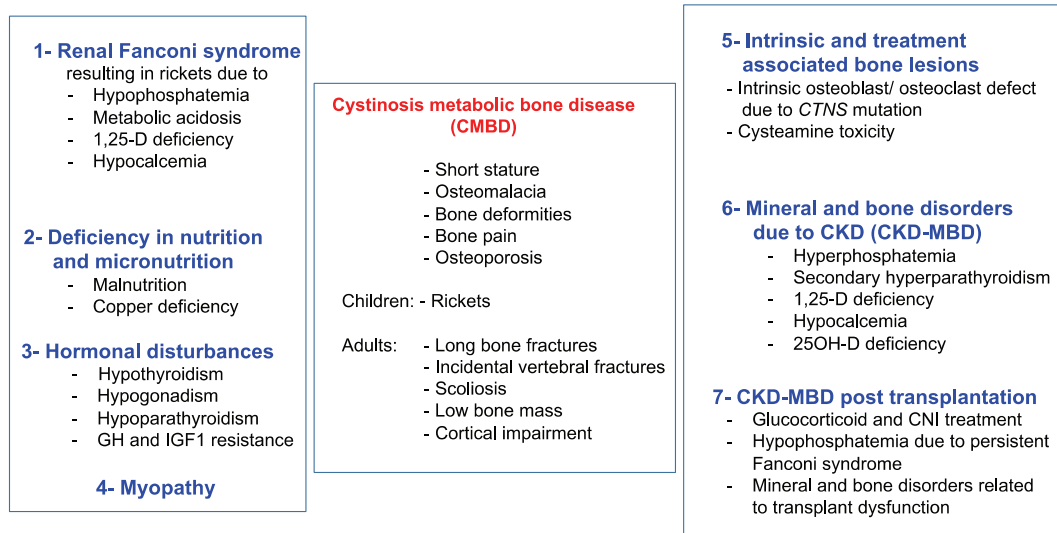 1- Renal Fanconi syndrome
resulting in rickets due to
- Hypophosphatemia
- Metabolic acidosis
- 1,25-D deficiency
- Hypocalcemia
2- Deficiency in nutrition
and micronutrition
- Malnutrition
- Copper deficiency
3- Hormonal disturbances
- Hypothyroidism
- Hypogonadism
- Hypoparathyroidism
- GH and IGF1 resistance
4- Myopathy
Cystinosis metabolic bone disease
(CMBD)
- Short stature
- Osteomalacia
- Bone deformities
- Bone pain
- Osteoporosis
Children: - Rickets
Adults: - Long bone fractures
- Incidental vertebral fractures
- Scoliosis
- Low bone mass
- Cortical impairment
5- Intrinsic and treatment
associated bone lesions
- Intrinsic osteoblast/ osteoclast defect
due to CTNS mutation
- Cysteamine toxicity
6- Mineral and bone disorders
due to CKD (CKD-MBD)
- Hyperphosphatemia
- Secondary hyperparathyroidism
- 1,25-D deficiency
- Hypocalcemia
- 25OH-D deficiency
7- CKD-MBD post transplantation
- Glucocorticoid and CNI treatment
- Hypophosphatemia due to persistent
Fanconi syndrome
- Mineral and bone disorders related
to transplant dysfunction